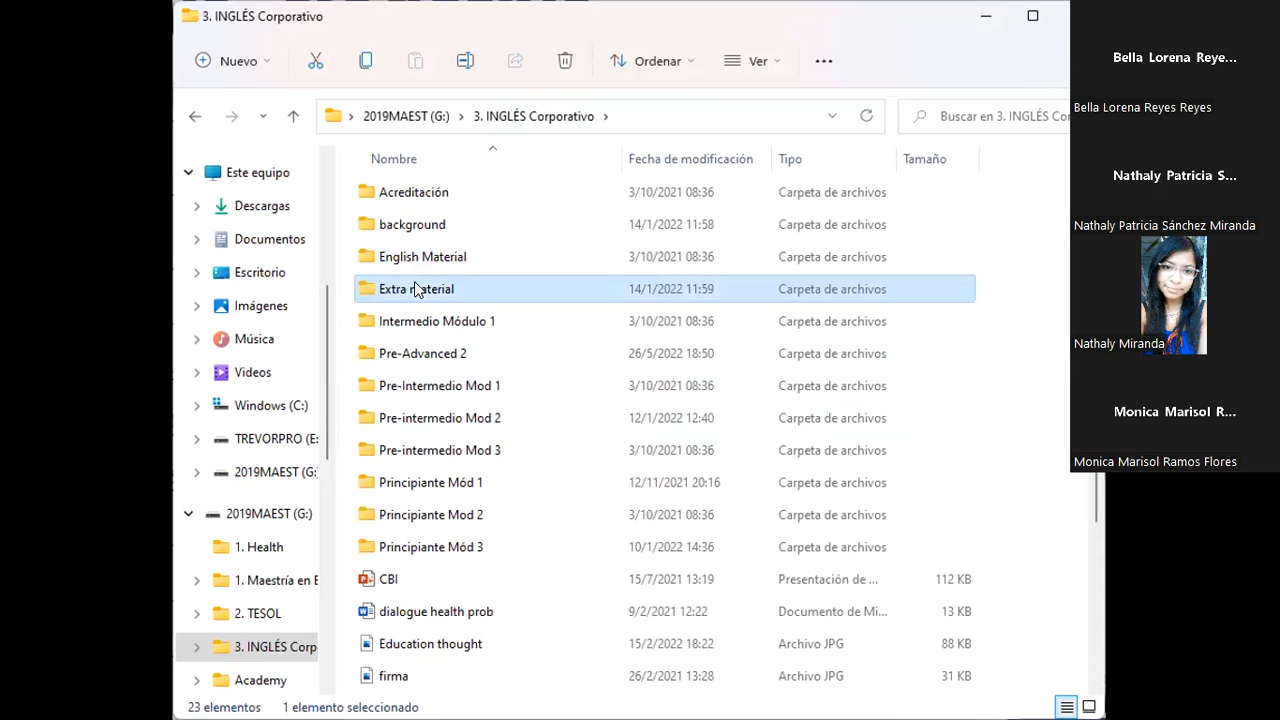 3. INGLÉS Corporativo
Nuevo
Ordenar
Ver
2019MAEST (G:) > 3. INGLÉS Corporativo >
Buscar en 3. INGLÉS Co
Este equipo
Descargas
Documentos
Escritorio
Imágenes
Música
Videos
Windows (C:)
TREVORPRO (E:
2019MAEST (G:)
2019MAEST (G:)
1. Health
1. Maestría en E
2. TESOL
3. INGLÉS Corp
Academy
Nombre Fecha de modificación Tipo Tamaño
Acreditación 3/10/2021 08:36 Carpeta de archivos
background 14/1/2022 11:58 Carpeta de archivos
English Material 3/10/2021 08:36 Carpeta de archivos
Extra material 14/1/2022 11:59 Carpeta de archivos
Intermedio Módulo 1 3/10/2021 08:36 Carpeta de archivos
Pre-Advanced 2 26/5/2022 18:50 Carpeta de archivos
Pre-Intermedio Mod 1 3/10/2021 08:36 Carpeta de archivos
Pre-intermedio Mod 2 12/1/2022 12:40 Carpeta de archivos
Pre-intermedio Mod 3 3/10/2021 08:36 Carpeta de archivos
Principiante Mód 1 12/11/2021 20:16 Carpeta de archivos
Principiante Mod 2 3/10/2021 08:36 Carpeta de archivos
Principiante Mód 3 10/1/2022 14:36 Carpeta de archivos
CBI 15/7/2021 13:19 Presentación de ... 112 KB
dialogue health prob 9/2/2021 12:22 Documento de Mi... 13 KB
Education thought 15/2/2022 18:22 Archivo JPG 88 KB
firma 26/2/2021 13:28 Archivo JPG 31 KB
23 elementos 1 elemento seleccionado
Bella Lorena Reye...
Bella Lorena Reyes Reyes
Nathaly Patricia S...
Nathaly Patricia Sánchez Miranda
Nathaly Miranda
Monica Marisol R...
Monica Marisol Ramos Flores